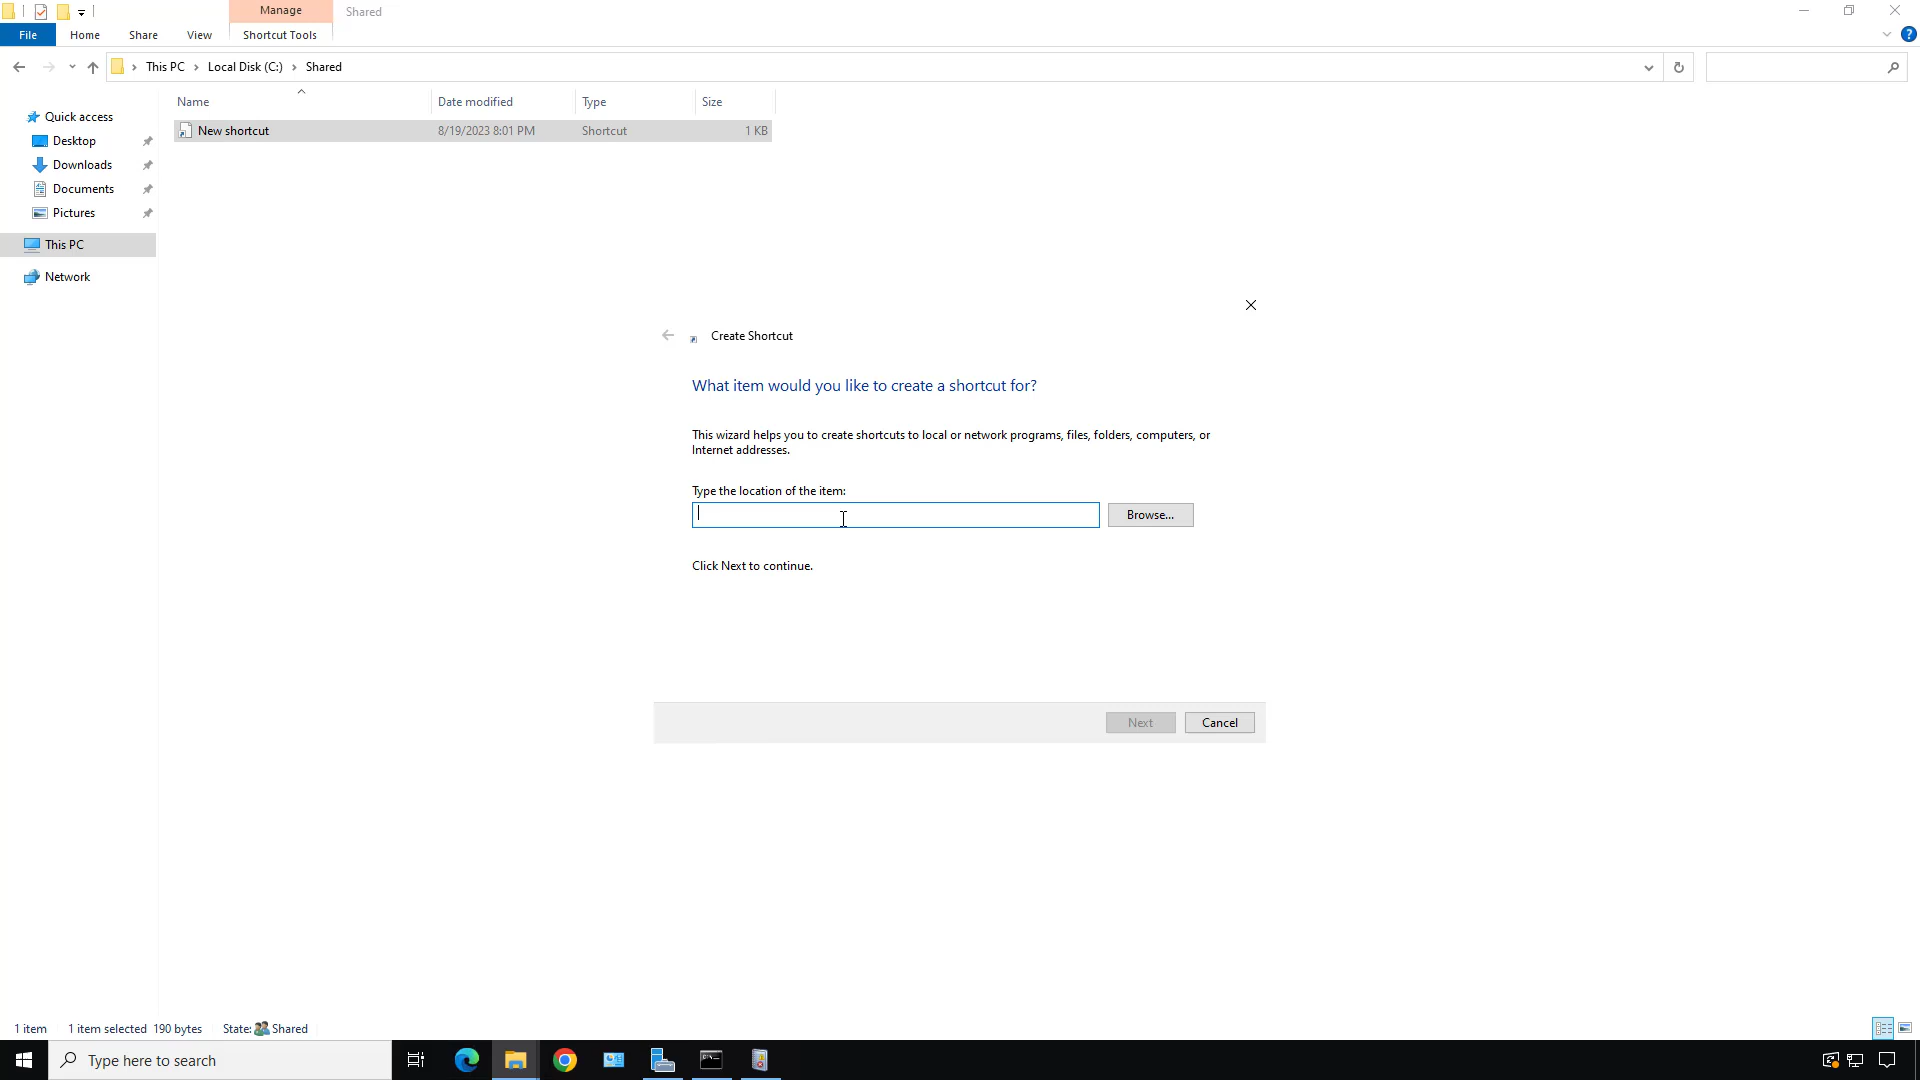 Manage
Shared
File
Home
Share
View
Shortcut Tools
This PC
Local Disk (C:)
Shared
Name
Date modified
Type
Size
New shortcut
8/19/2023 8:01 PM
Shortcut
1 KB
Quick access
Desktop
Downloads
Documents
Pictures
This PC
Network
Create Shortcut
What item would you like to create a shortcut for?
This wizard helps you to create shortcuts to local or network programs, files, folders, computers, or
Internet addresses.
Type the location of the item:
Browse...
Click Next to continue.
Next
Cancel
1 item
1 item selected 190 bytes
State: Shared
Type here to search